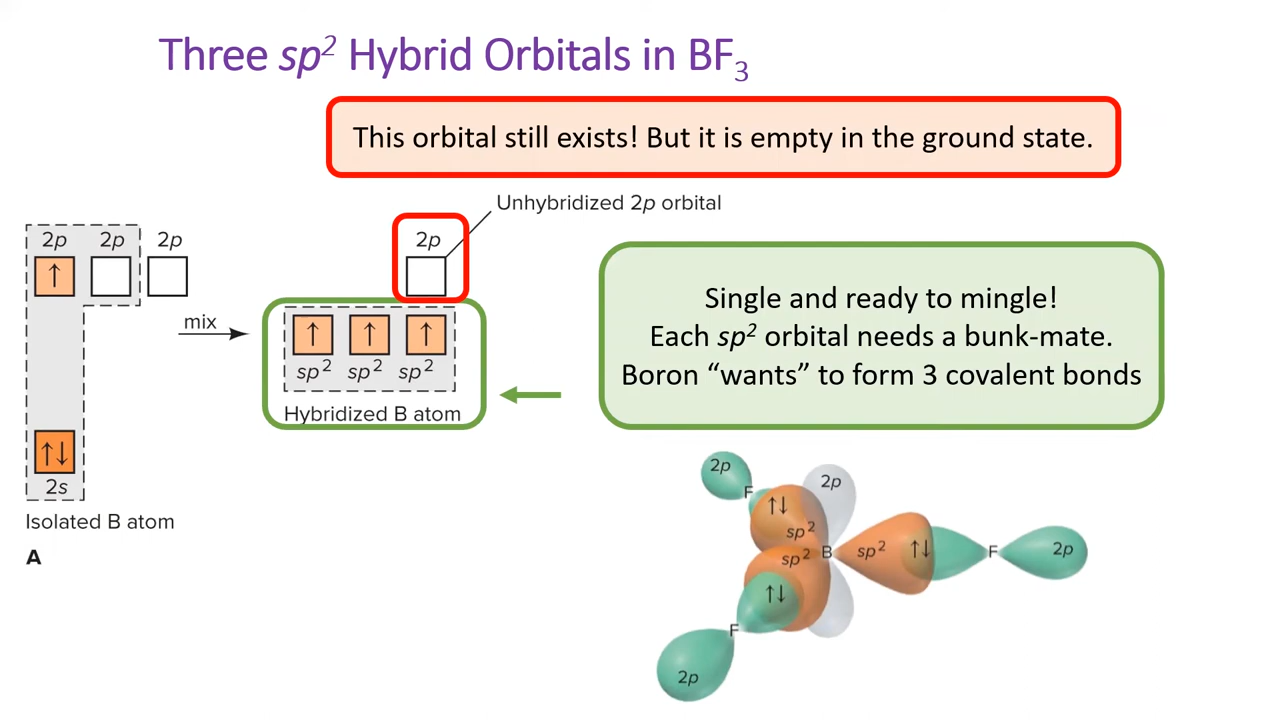 Three sp² Hybrid Orbitals in BF₃
This orbital still exists! But it is empty in the ground state.
Unhybridized 2p orbital
2p 2p 2p
↑
2p
mix
↑ ↑ ↑
sp² sp² sp²
Hybridized B atom
↑↓
2s
Isolated B atom
A
Single and ready to mingle!
Each sp² orbital needs a bunk-mate.
Boron “wants” to form 3 covalent bonds
2p
F
2p
↑↓
sp²
sp²
B
sp²
↑↓
F
2p
↑↓
F
2p